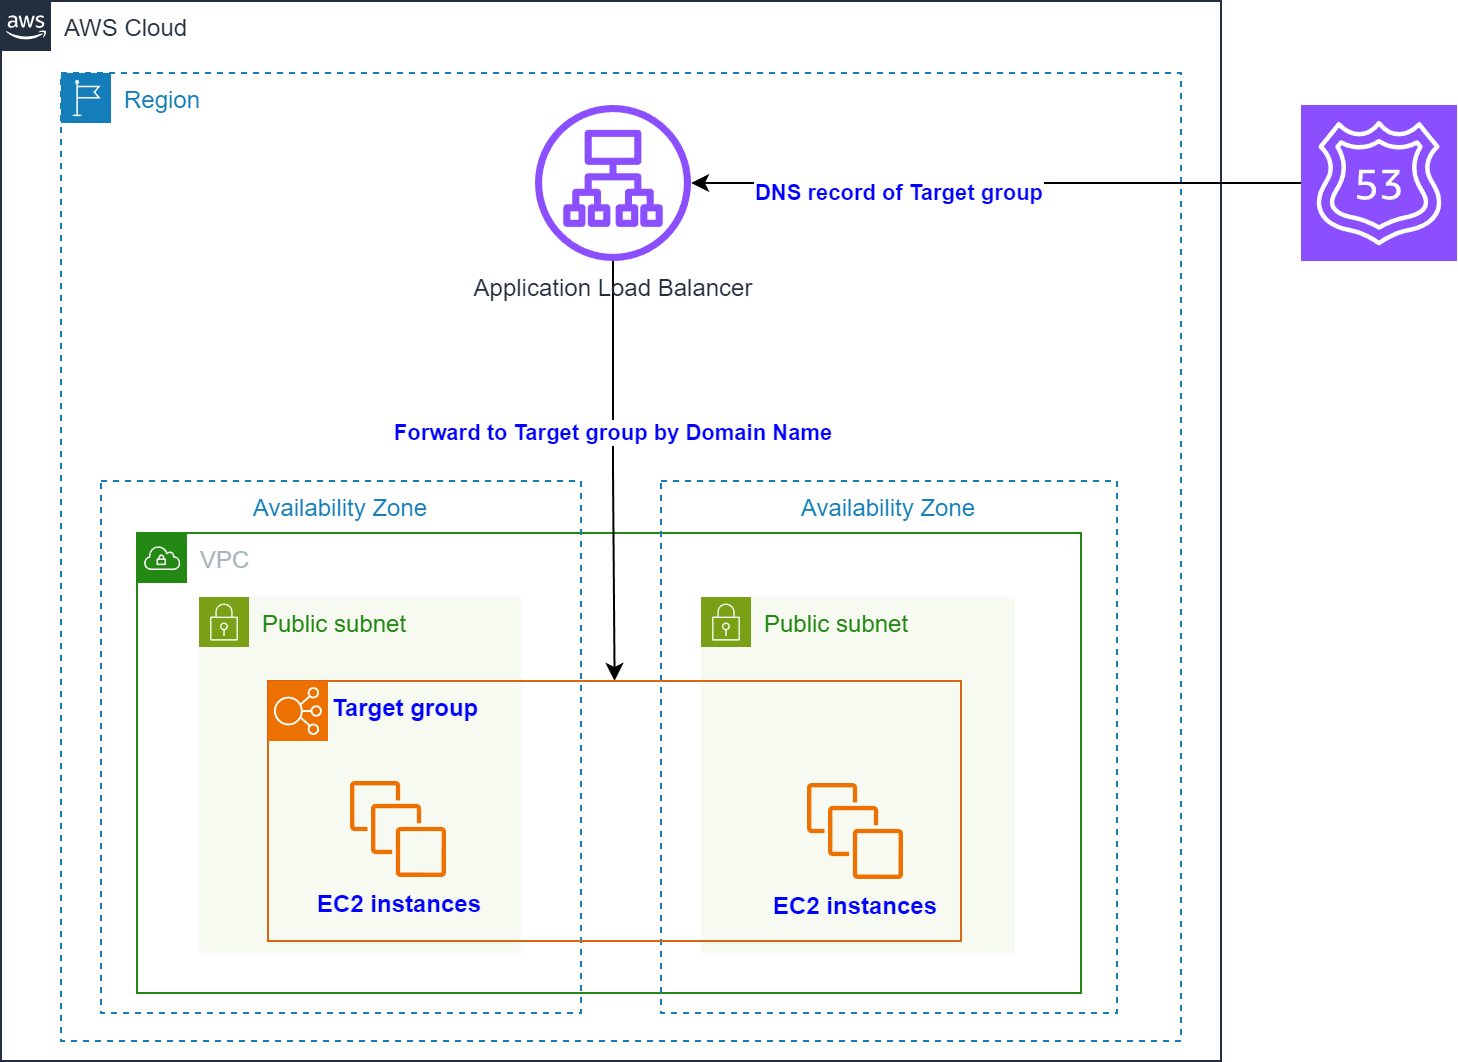 aws
AWS Cloud
Region
53
DNS record of Target group
Application Load Balancer
Forward to Target group by Domain Name
Availability Zone
Availability Zone
VPC
Public subnet
Public subnet
Target group
EC2 instances
EC2 instances